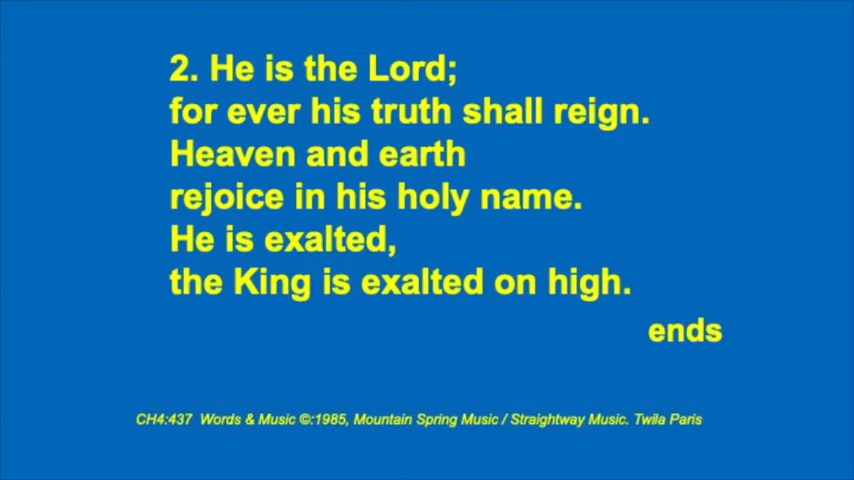 2. He is the Lord;
for ever his truth shall reign.
Heaven and earth
rejoice in his holy name.
He is exalted,
the King is exalted on high.
ends
CH4:437 Words & Music ©:1985, Mountain Spring Music / Straightway Music. Twila Paris